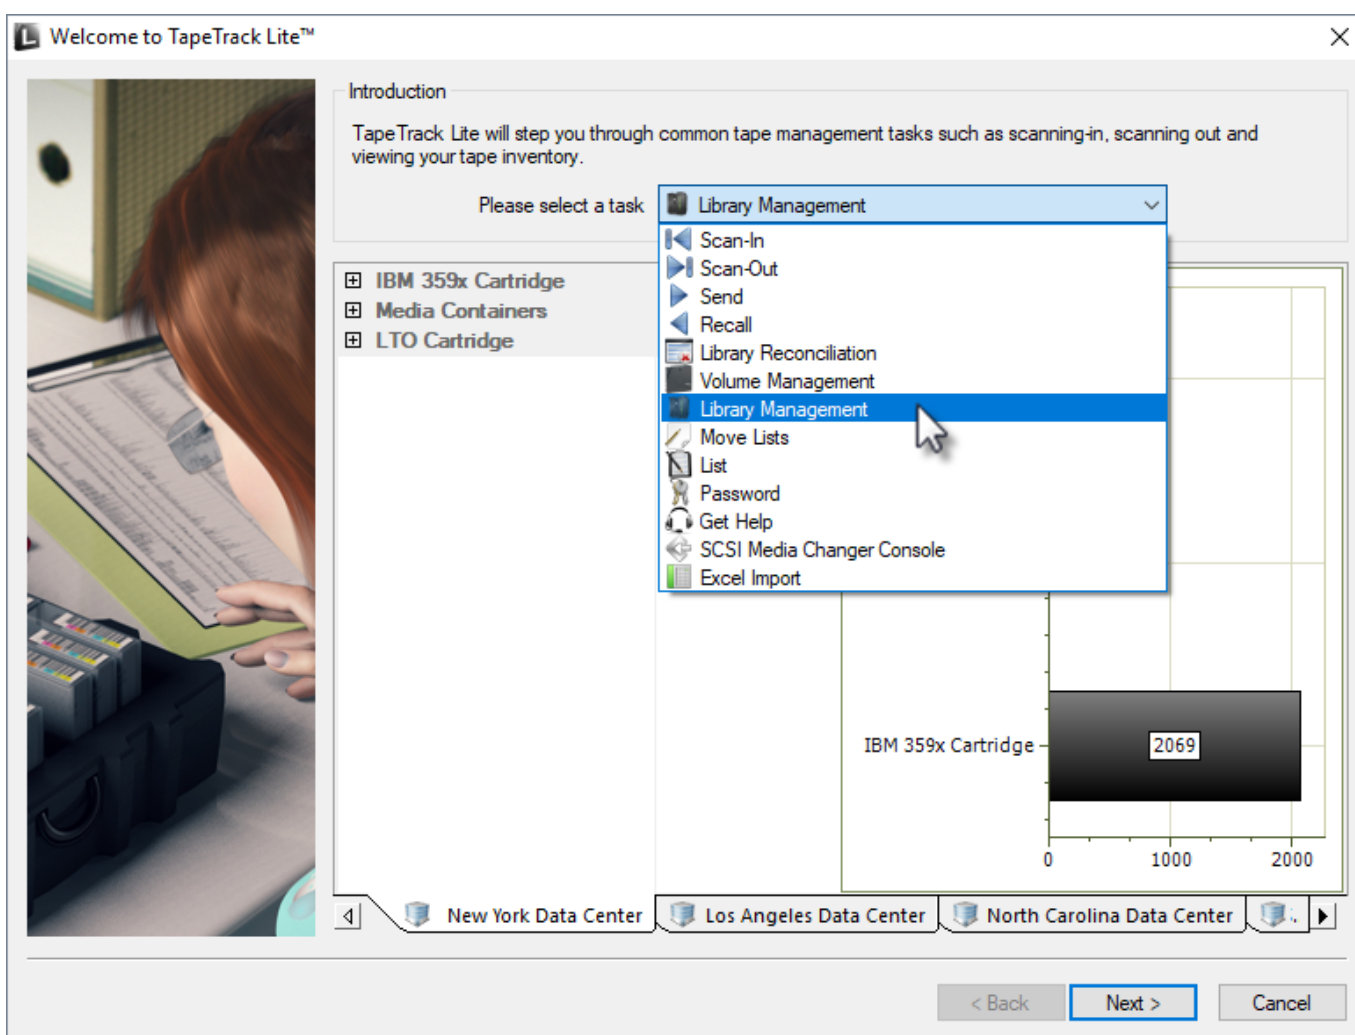 Welcome to TapeTrack Lite™
Introduction
TapeTrack Lite will step you through common tape management tasks such as scanning-in, scanning out and
viewing your tape inventory.
Please select a task
Library Management
Scan-In
Scan-Out
Send
Recall
Library Reconciliation
Volume Management
Library Management
Move Lists
List
Password
Get Help
SCSI Media Changer Console
Excel Import
IBM 359x Cartridge
Media Containers
LTO Cartridge
IBM 359x Cartridge
2069
0 1000 2000
New York Data Center
Los Angeles Data Center
North Carolina Data Center
< Back
Next >
Cancel